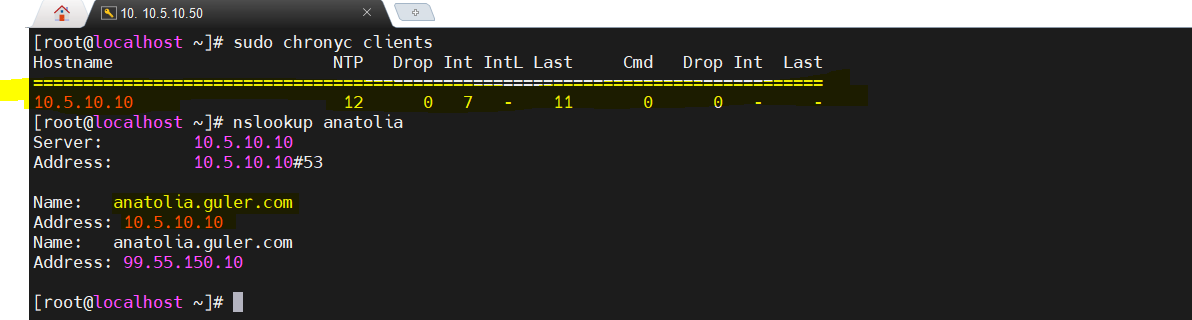 10. 10.5.10.50
[root@localhost ~]# sudo chronyc clients
Hostname                      NTP   Drop Int IntL Last     Cmd   Drop Int  Last
===============================================================================
10.5.10.10                     12      0   7   -    11       0      0   -     -
[root@localhost ~]# nslookup anatolia
Server:         10.5.10.10
Address:        10.5.10.10#53
Name:   anatolia.guler.com
Address: 10.5.10.10
Name:   anatolia.guler.com
Address: 99.55.150.10
[root@localhost ~]#